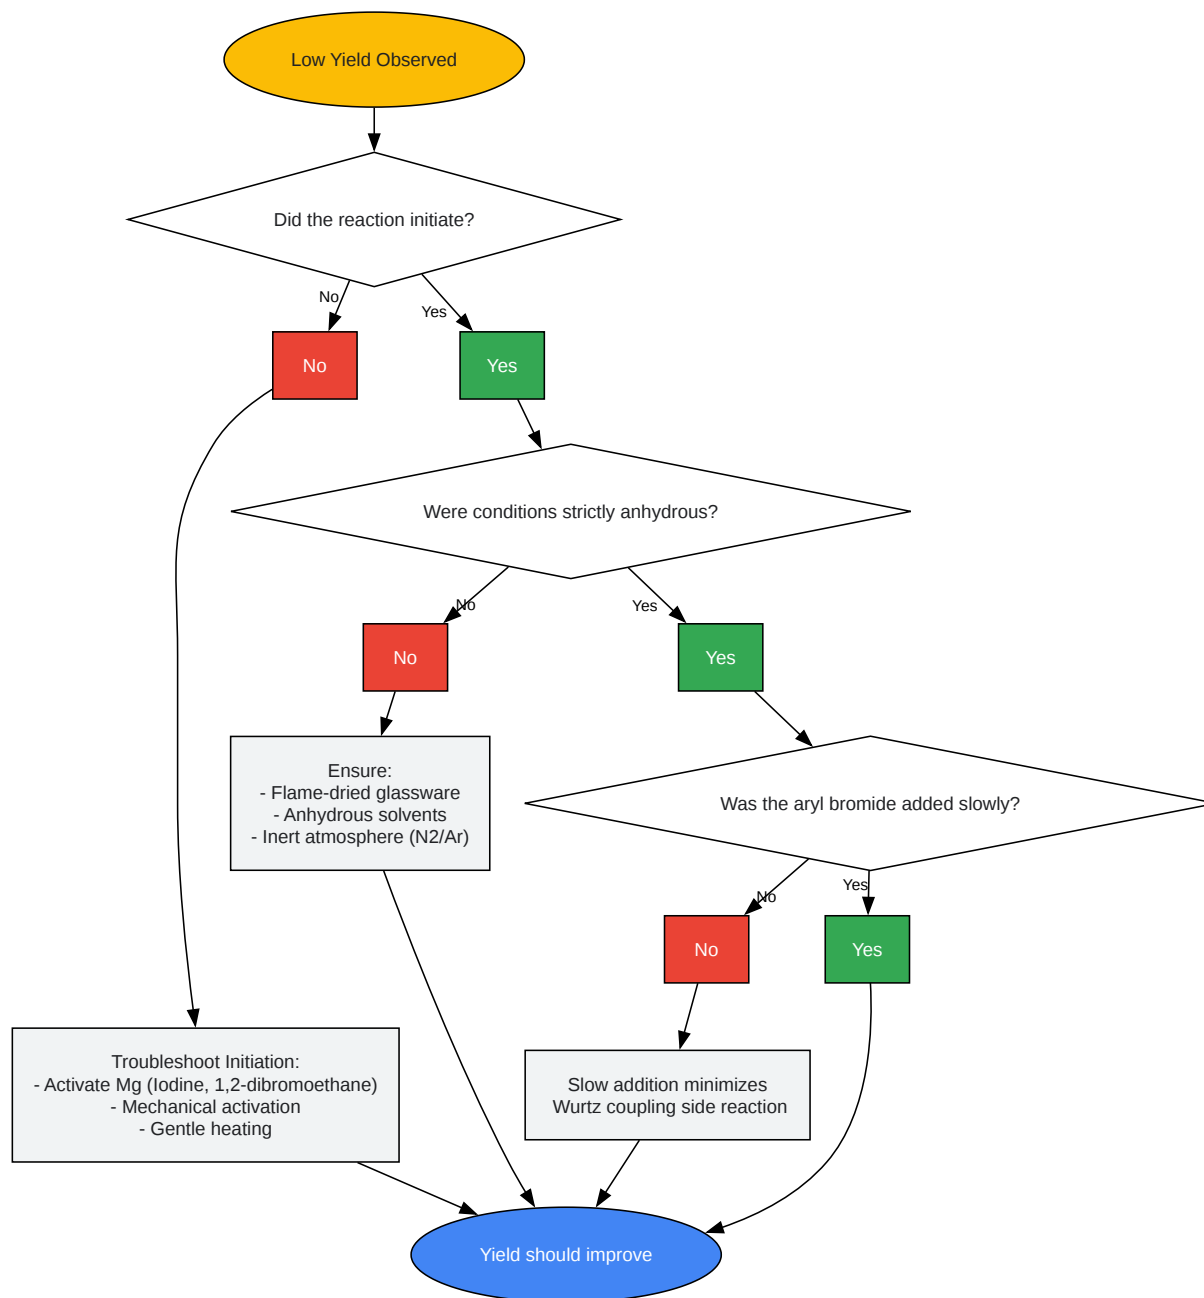 Low Yield Observed
Did the reaction initiate?
No
Yes
No
Yes
Were conditions strictly anhydrous?
No
Yes
No
Yes
Ensure:
- Flame-dried glassware
- Anhydrous solvents
- Inert atmosphere (N2/Ar)
Was the aryl bromide added slowly?
No
Yes
No
Yes
Troubleshoot Initiation:
- Activate Mg (Iodine, 1,2-dibromoethane)
- Mechanical activation
- Gentle heating
Slow addition minimizes
Wurtz coupling side reaction
Yield should improve